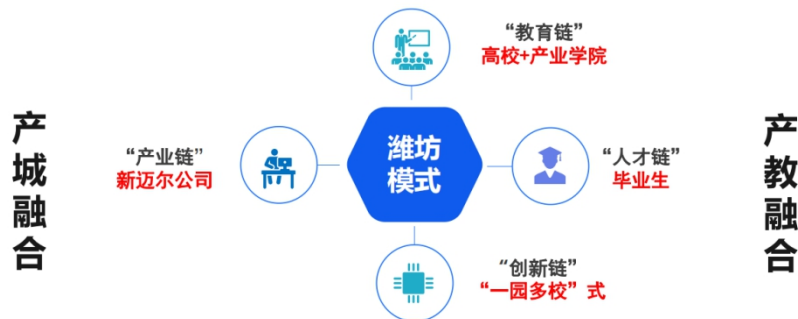 “教育链”
高校+产业学院
产城融合
“产业链”
新迈尔公司
潍坊
模式
“人才链”
毕业生
产教融合
“创新链”
“一园多校”式